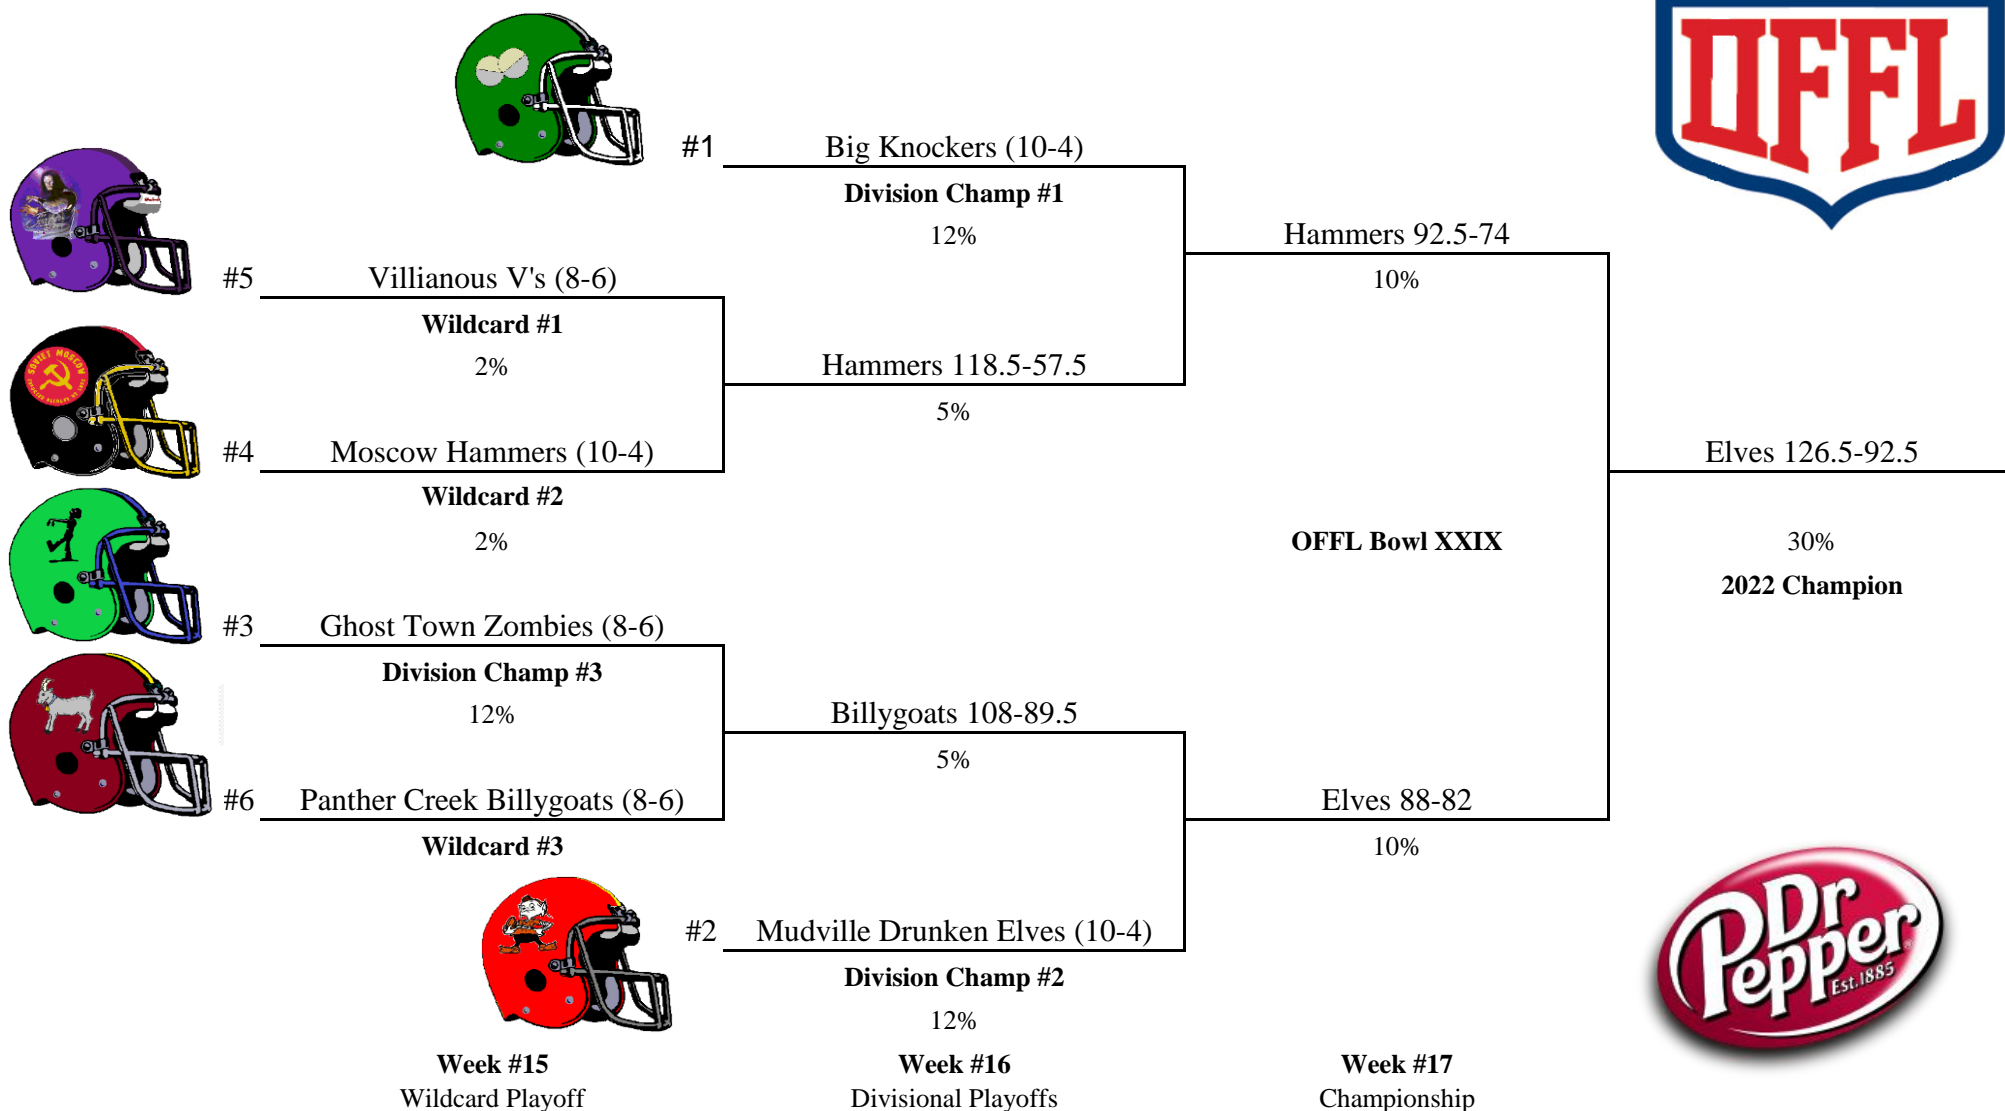 OFFL
#1 Big Knockers (10-4)
Division Champ #1
12%
Hammers 92.5-74
10%
#5 Villianous V's (8-6)
Wildcard #1
2%
Hammers 118.5-57.5
5%
SOVIET MOSCOW
#4 Moscow Hammers (10-4)
Wildcard #2
2%
Elves 126.5-92.5
OFFL Bowl XXIX
30%
2022 Champion
#3 Ghost Town Zombies (8-6)
Division Champ #3
12%
Billygoats 108-89.5
5%
#6 Panther Creek Billygoats (8-6)
Wildcard #3
Elves 88-82
10%
#2 Mudville Drunken Elves (10-4)
Division Champ #2
12%
Dr
Pepper
Est.1885
Week #15
Wildcard Playoff
Week #16
Divisional Playoffs
Week #17
Championship